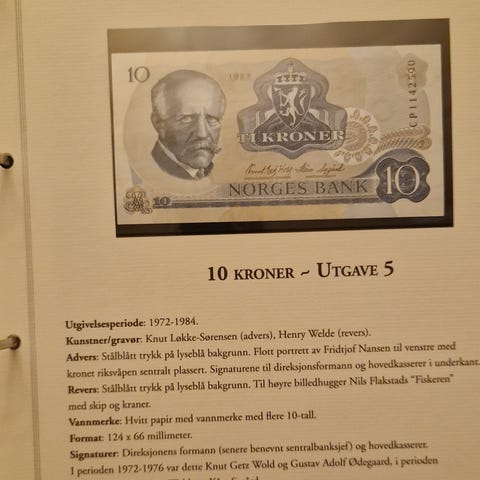 10
1983
TI KRONER
CP1142590
NORGES BANK
10
10
10 KRONER ~ UTGAVE 5
Utgivelsesperiode: 1972-1984.
Kunstner/gravør: Knut Løkke-Sørensen (advers), Henry Welde (revers).
Advers: Stålblått trykk på lyseblå bakgrunn. Flott portrett av Fridtjof Nansen til venstre med
kronet riksvåpen sentralt plassert. Signaturene til direksjonsformann og hovedkasserer i underkant.
Revers: Stålblått trykk på lyseblå bakgrunn. Til høyre billedhugger Nils Flakstads "Fiskeren"
med skip og kraner.
Vannmerke: Hvitt papir med vannmerke med flere 10-tall.
Format: 124 x 66 millimeter.
Signaturer: Direksjonens formann (senere benevnt sentralbanksjef) og hovedkasserer.
I perioden 1972-1976 var dette Knut Getz Wold og Gustav Adolf Ødegaard, i perioden